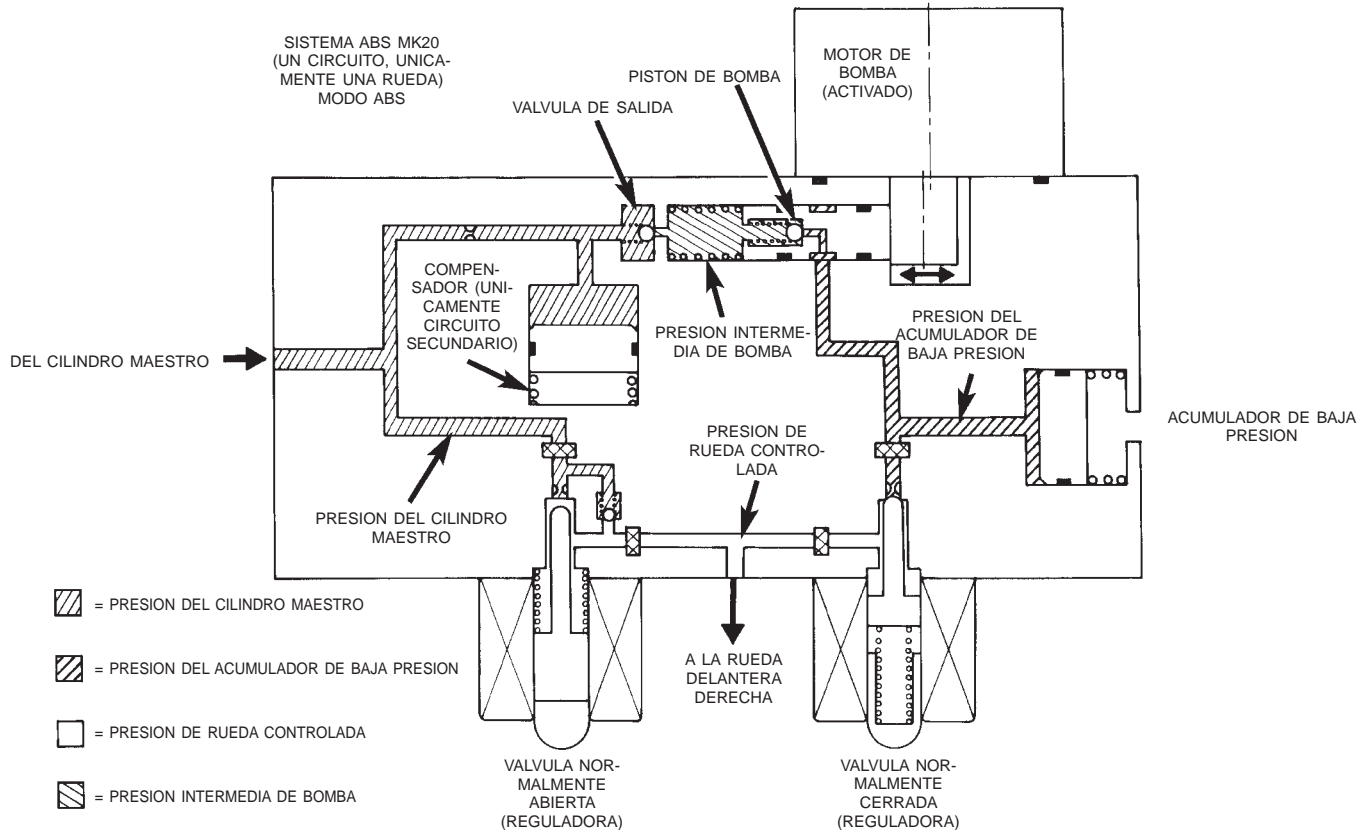 SISTEMA ABS MK20
(UN CIRCUITO, UNICA-
MENTE UNA RUEDA)
MODO ABS
MOTOR DE
BOMBA
(ACTIVADO)
PISTON DE BOMBA
VALVULA DE SALIDA
COMPEN-
SADOR (UNI-
CAMENTE
CIRCUITO
SECUNDARIO)
PRESION INTERME-
DIA DE BOMBA
PRESION DEL
ACUMULADOR DE
BAJA PRESION
DEL CILINDRO MAESTRO
ACUMULADOR DE BAJA
PRESION
PRESION DE
RUEDA CONTRO-
LADA
PRESION DEL CILINDRO
MAESTRO
= PRESION DEL CILINDRO MAESTRO
= PRESION DEL ACUMULADOR DE BAJA PRESION
= PRESION DE RUEDA CONTROLADA
= PRESION INTERMEDIA DE BOMBA
A LA RUEDA
DELANTERA
DERECHA
VALVULA NOR-
MALMENTE
ABIERTA
(REGULADORA)
VALVULA NOR-
MALMENTE
CERRADA
(REGULADORA)